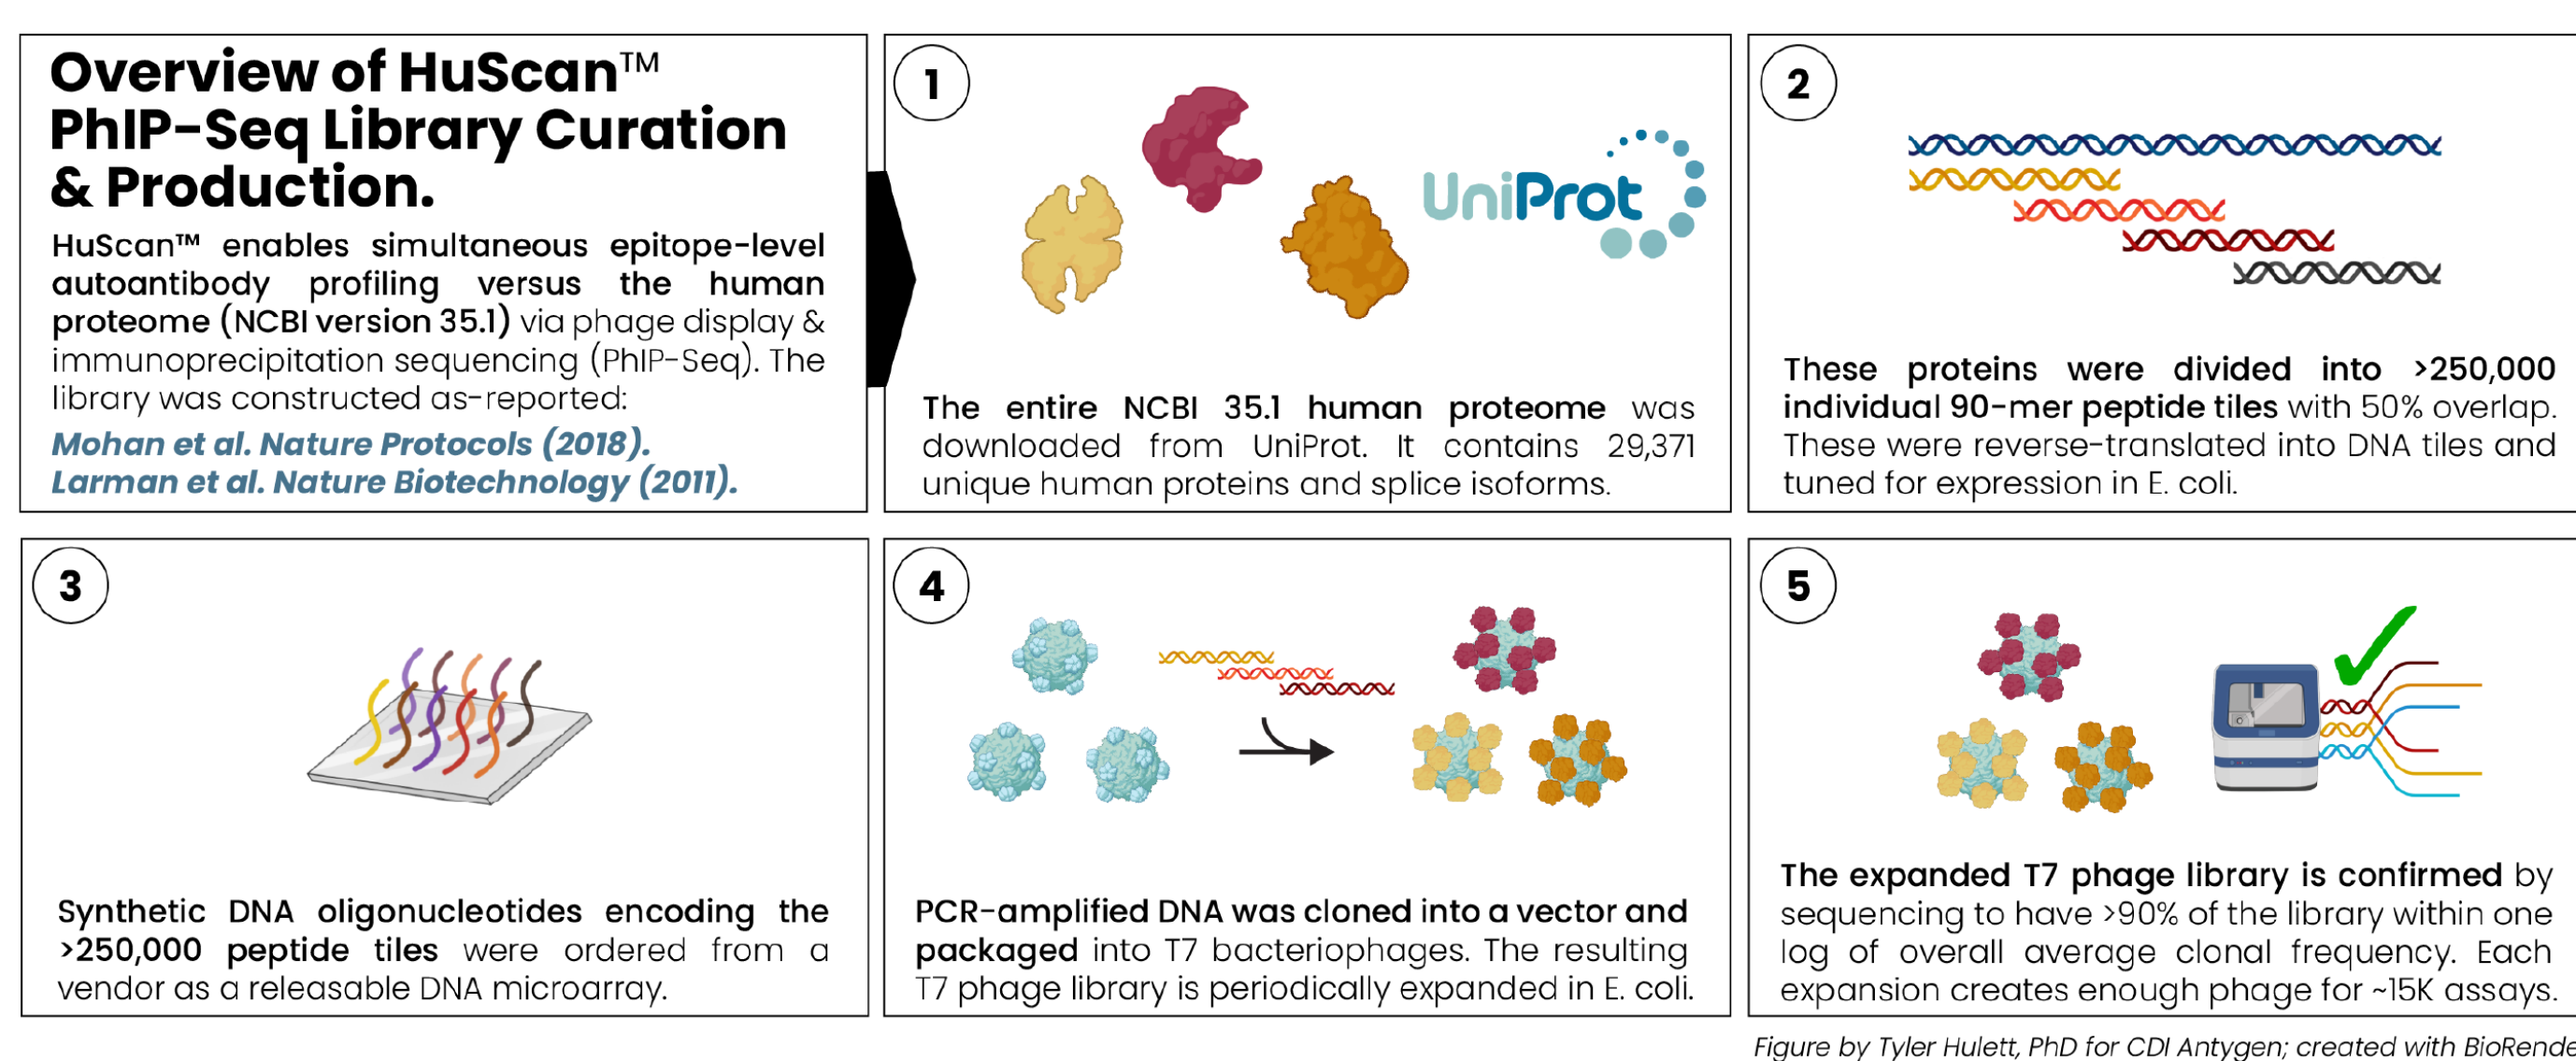 Overview of HuScan™
PhIP-Seq Library Curation
& Production.
HuScan™ enables simultaneous epitope-level
autoantibody profiling versus the human
proteome (NCBI version 35.1) via phage display &
immunoprecipitation sequencing (PhIP-Seq). The
library was constructed as-reported:
Mohan et al. Nature Protocols (2018).
Larman et al. Nature Biotechnology (2011).
1
UniProt
The entire NCBI 35.1 human proteome was
downloaded from UniProt. It contains 29,371
unique human proteins and splice isoforms.
2
These proteins were divided into >250,000
individual 90-mer peptide tiles with 50% overlap.
These were reverse-translated into DNA tiles and
tuned for expression in E. coli.
3
Synthetic DNA oligonucleotides encoding the
>250,000 peptide tiles were ordered from a
vendor as a releasable DNA microarray.
4
PCR-amplified DNA was cloned into a vector and
packaged into T7 bacteriophages. The resulting
T7 phage library is periodically expanded in E. coli.
5
The expanded T7 phage library is confirmed by
sequencing to have >90% of the library within one
log of overall average clonal frequency. Each
expansion creates enough phage for ~15K assays.
Figure by Tyler Hulett, PhD for CDI Antygen; created with BioRende